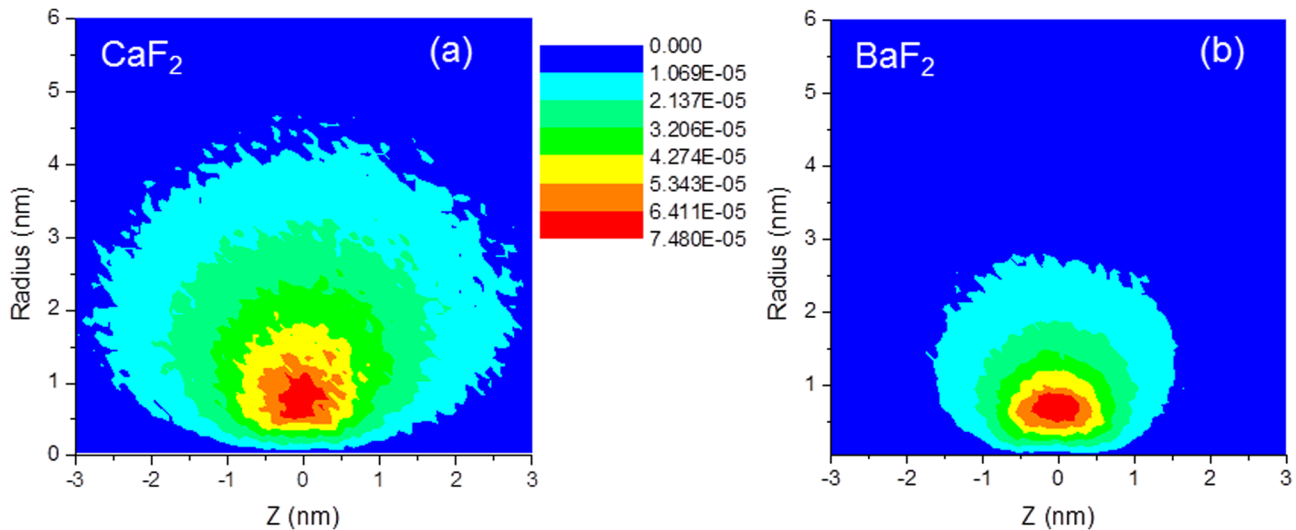 CaF2
(a)
6
5
4
3
2
1
0
Radius (nm)
-3 -2 -1 0 1 2 3
Z (nm)
0.000
1.069E-05
2.137E-05
3.206E-05
4.274E-05
5.343E-05
6.411E-05
7.480E-05
BaF2
(b)
6
5
4
3
2
1
Radius (nm)
-3 -2 -1 0 1 2 3
Z (nm)